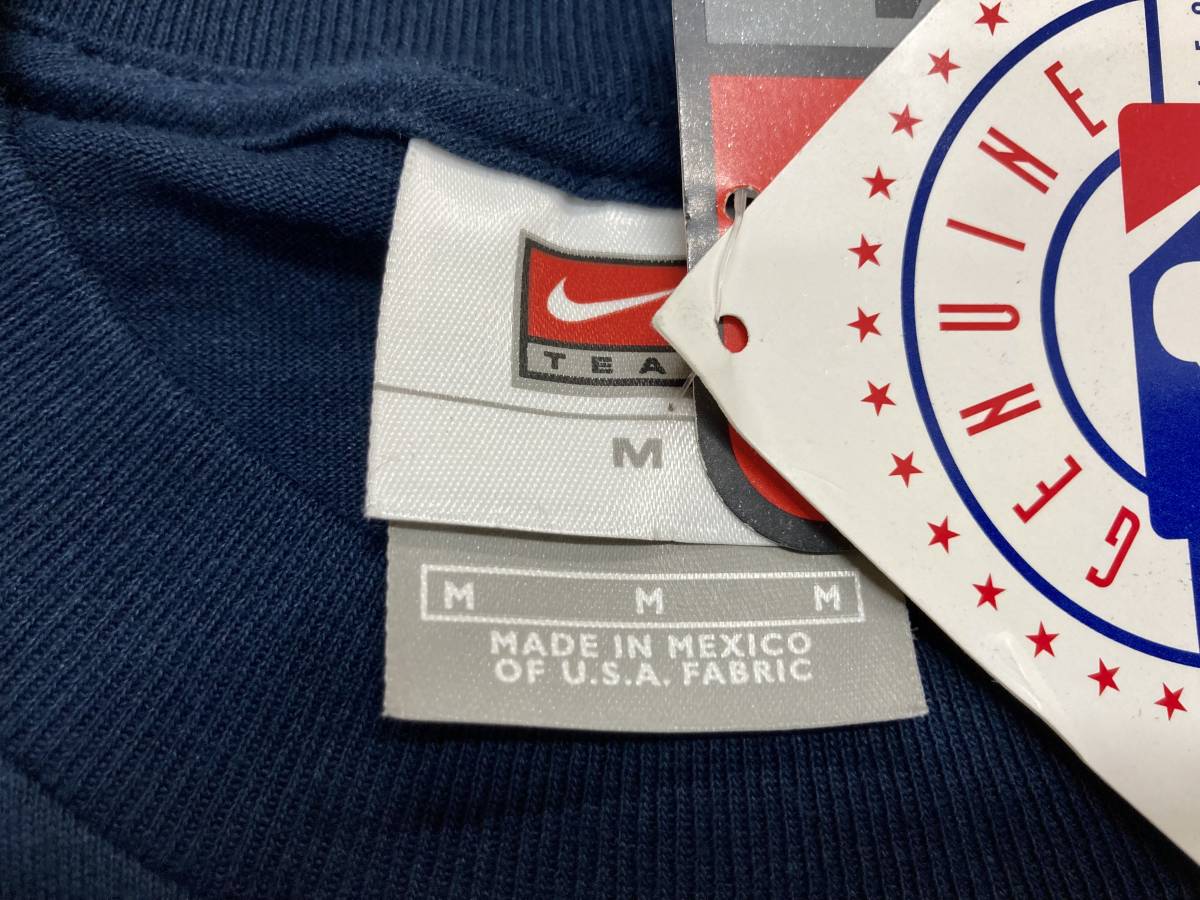 TEA
M
M M M
MADE IN MEXICO
OF U.S.A. FABRIC
GENUINE